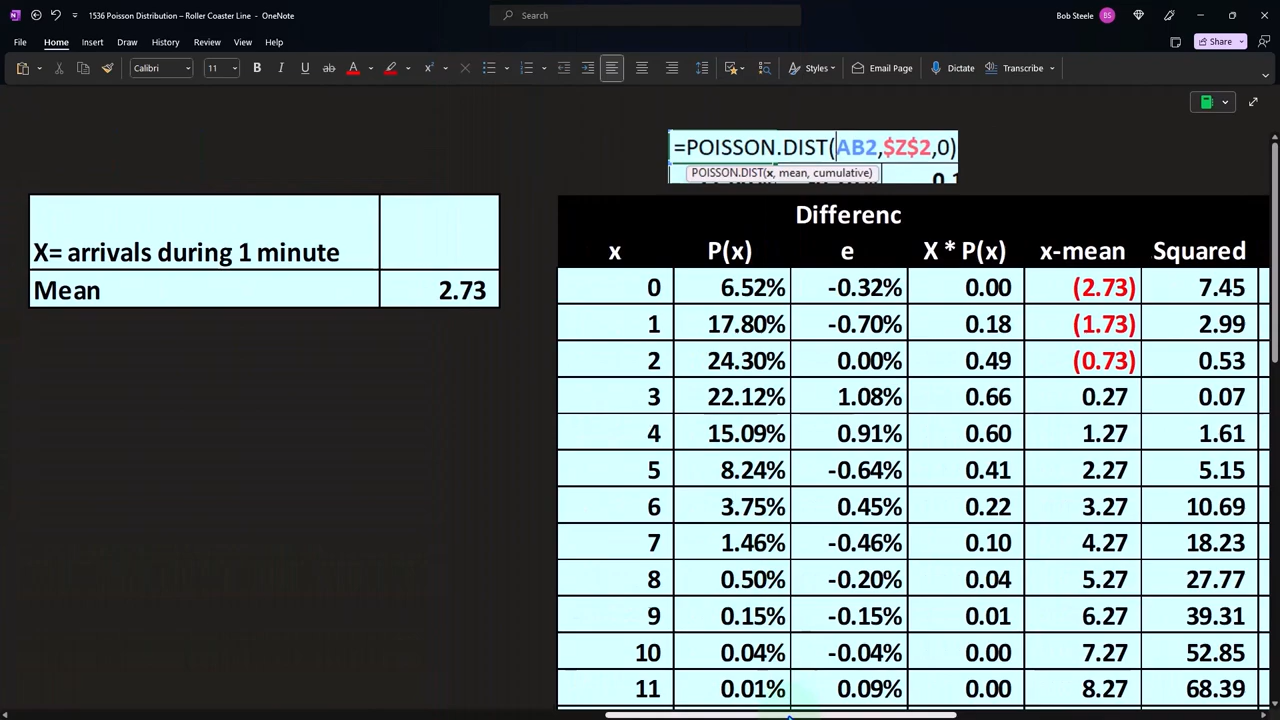 1536 Poisson Distribution – Roller Coaster Line - OneNote
Search
Bob Steele BS
File Home Insert Draw History Review View Help
Share
Calibri 11 B I U ab A Styles Email Page Dictate Transcribe
=POISSON.DIST(AB2,$Z$2,0)
POISSON.DIST(x, mean, cumulative)
X= arrivals during 1 minute
Mean 2.73
x P(x) Differenc
e X * P(x) x-mean Squared
0 6.52% -0.32% 0.00 (2.73) 7.45
1 17.80% -0.70% 0.18 (1.73) 2.99
2 24.30% 0.00% 0.49 (0.73) 0.53
3 22.12% 1.08% 0.66 0.27 0.07
4 15.09% 0.91% 0.60 1.27 1.61
5 8.24% -0.64% 0.41 2.27 5.15
6 3.75% 0.45% 0.22 3.27 10.69
7 1.46% -0.46% 0.10 4.27 18.23
8 0.50% -0.20% 0.04 5.27 27.77
9 0.15% -0.15% 0.01 6.27 39.31
10 0.04% -0.04% 0.00 7.27 52.85
11 0.01% 0.09% 0.00 8.27 68.39